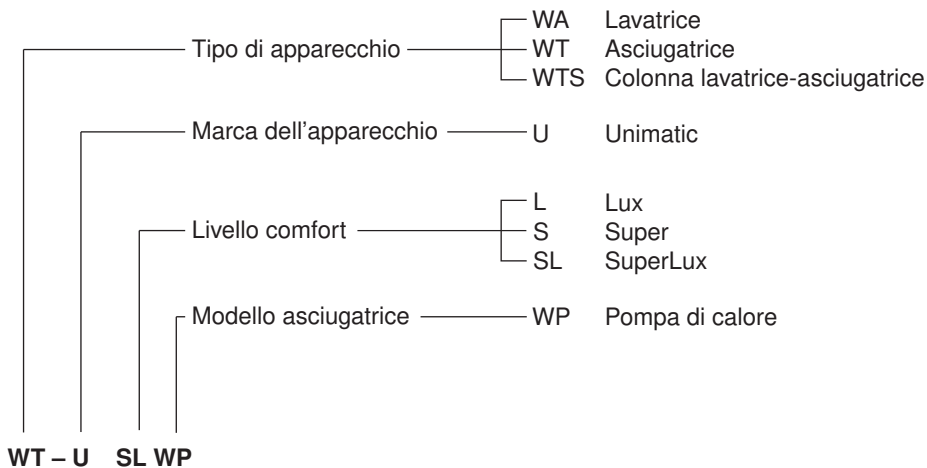 WA Lavatrice
Tipo di apparecchio WT Asciugatrice
WTS Colonna lavatrice-asciugatrice
Marca dell'apparecchio U Unimatic
L Lux
Livello comfort S Super
SL SuperLux
Modello asciugatrice WP Pompa di calore
WT – U SL WP